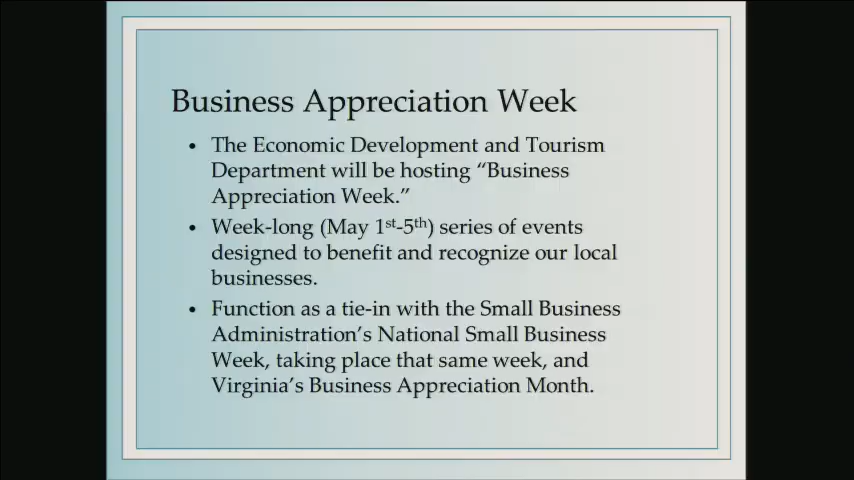 Business Appreciation Week
• The Economic Development and Tourism
Department will be hosting “Business
Appreciation Week.”
• Week-long (May 1st-5th) series of events
designed to benefit and recognize our local
businesses.
• Function as a tie-in with the Small Business
Administration’s National Small Business
Week, taking place that same week, and
Virginia’s Business Appreciation Month.